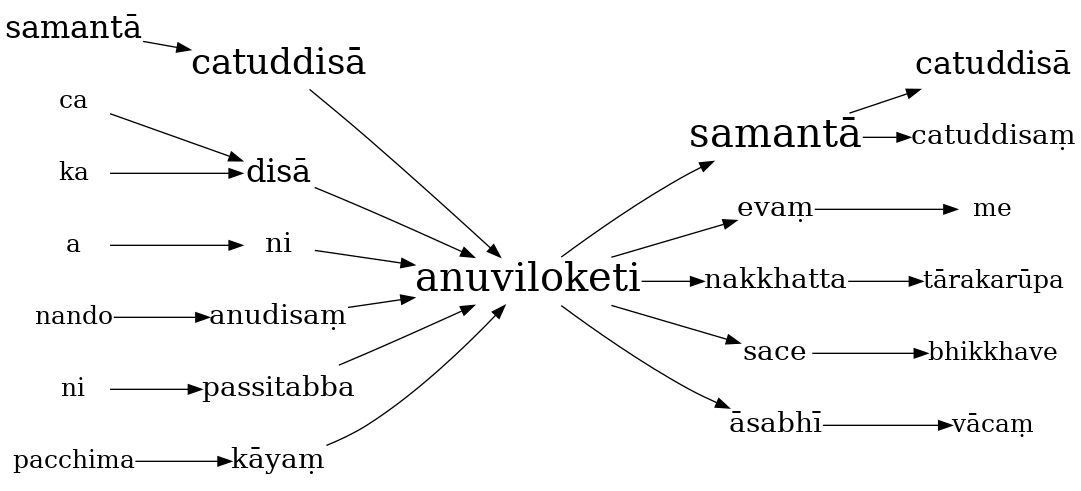 samantā
catuddisā
ca
ka
disā
a
ni
nando
anudisaṃ
ni
passitabba
pacchima
kāyaṃ
anuviloketi
samantā
catuddisā
catuddisaṃ
evaṃ
me
nakkhatta
tārakarūpa
sace
bhikkhave
āsabhī
vācaṃ